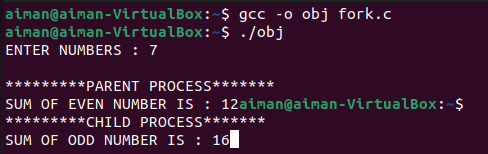 aiman@aiman-VirtualBox:~$ gcc -o obj fork.c
aiman@aiman-VirtualBox:~$ ./obj
ENTER NUMBERS : 7
*********PARENT PROCESS*******
SUM OF EVEN NUMBER IS : 12aiman@aiman-VirtualBox:~$
*********CHILD PROCESS*******
SUM OF ODD NUMBER IS : 16